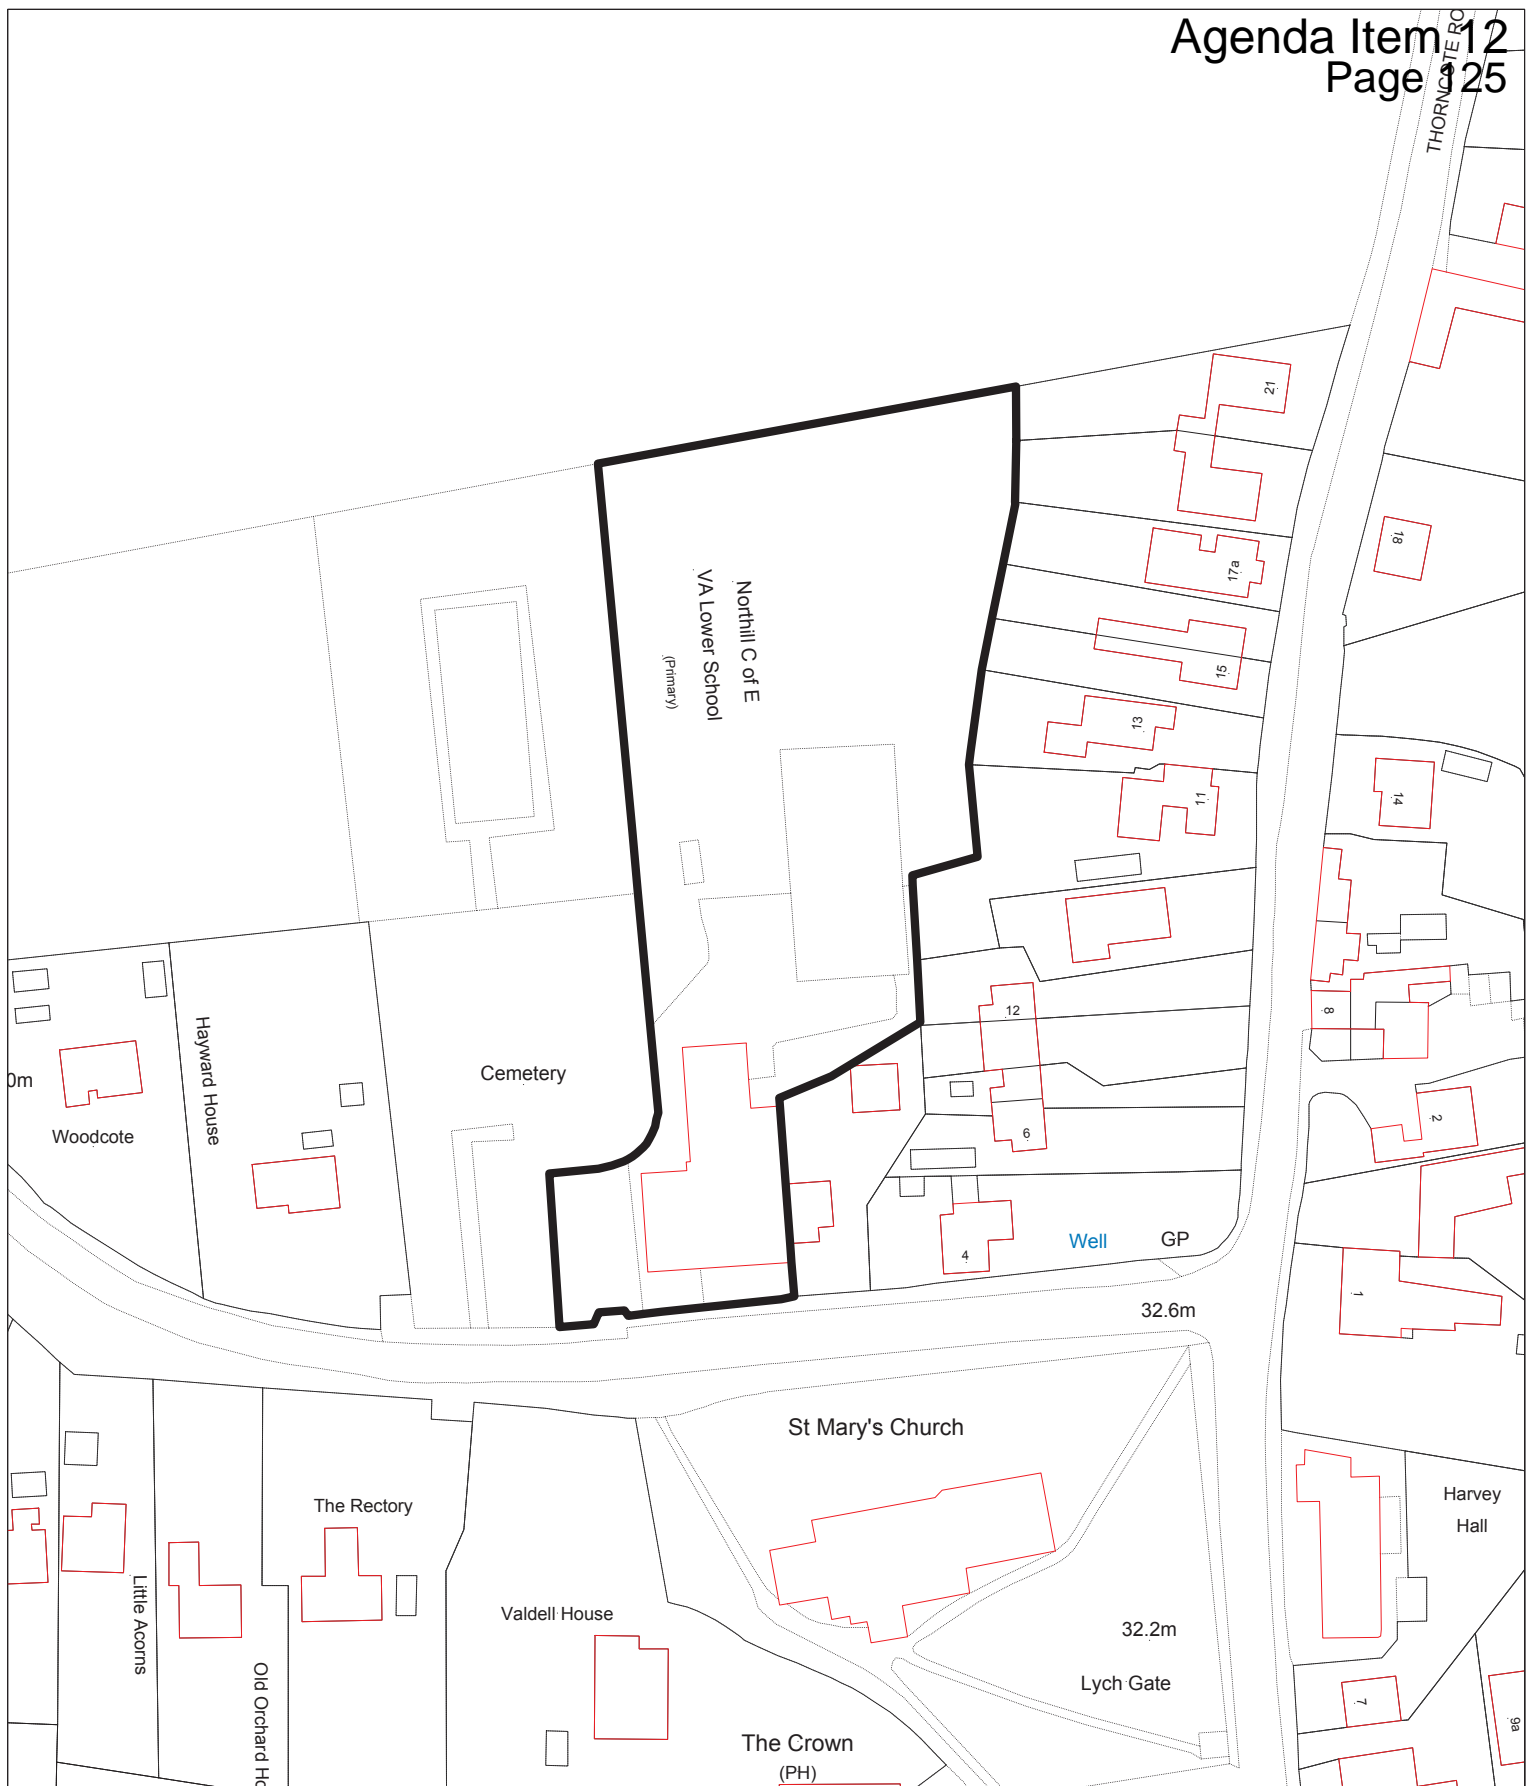 Agenda Item 12
Page 125
THORNCOTE RO
21
17a
18
Northill C of E
VA Lower School
(Primary)
15
13
11
14
12
8
Cemetery
Hayward House
0m
Woodcote
6
2
4
Well
GP
32.6m
1
St Mary's Church
The Rectory
Harvey
Hall
Little Acorns
Valdell House
32.2m
Lych Gate
Old Orchard Ho
7
9a
The Crown
(PH)